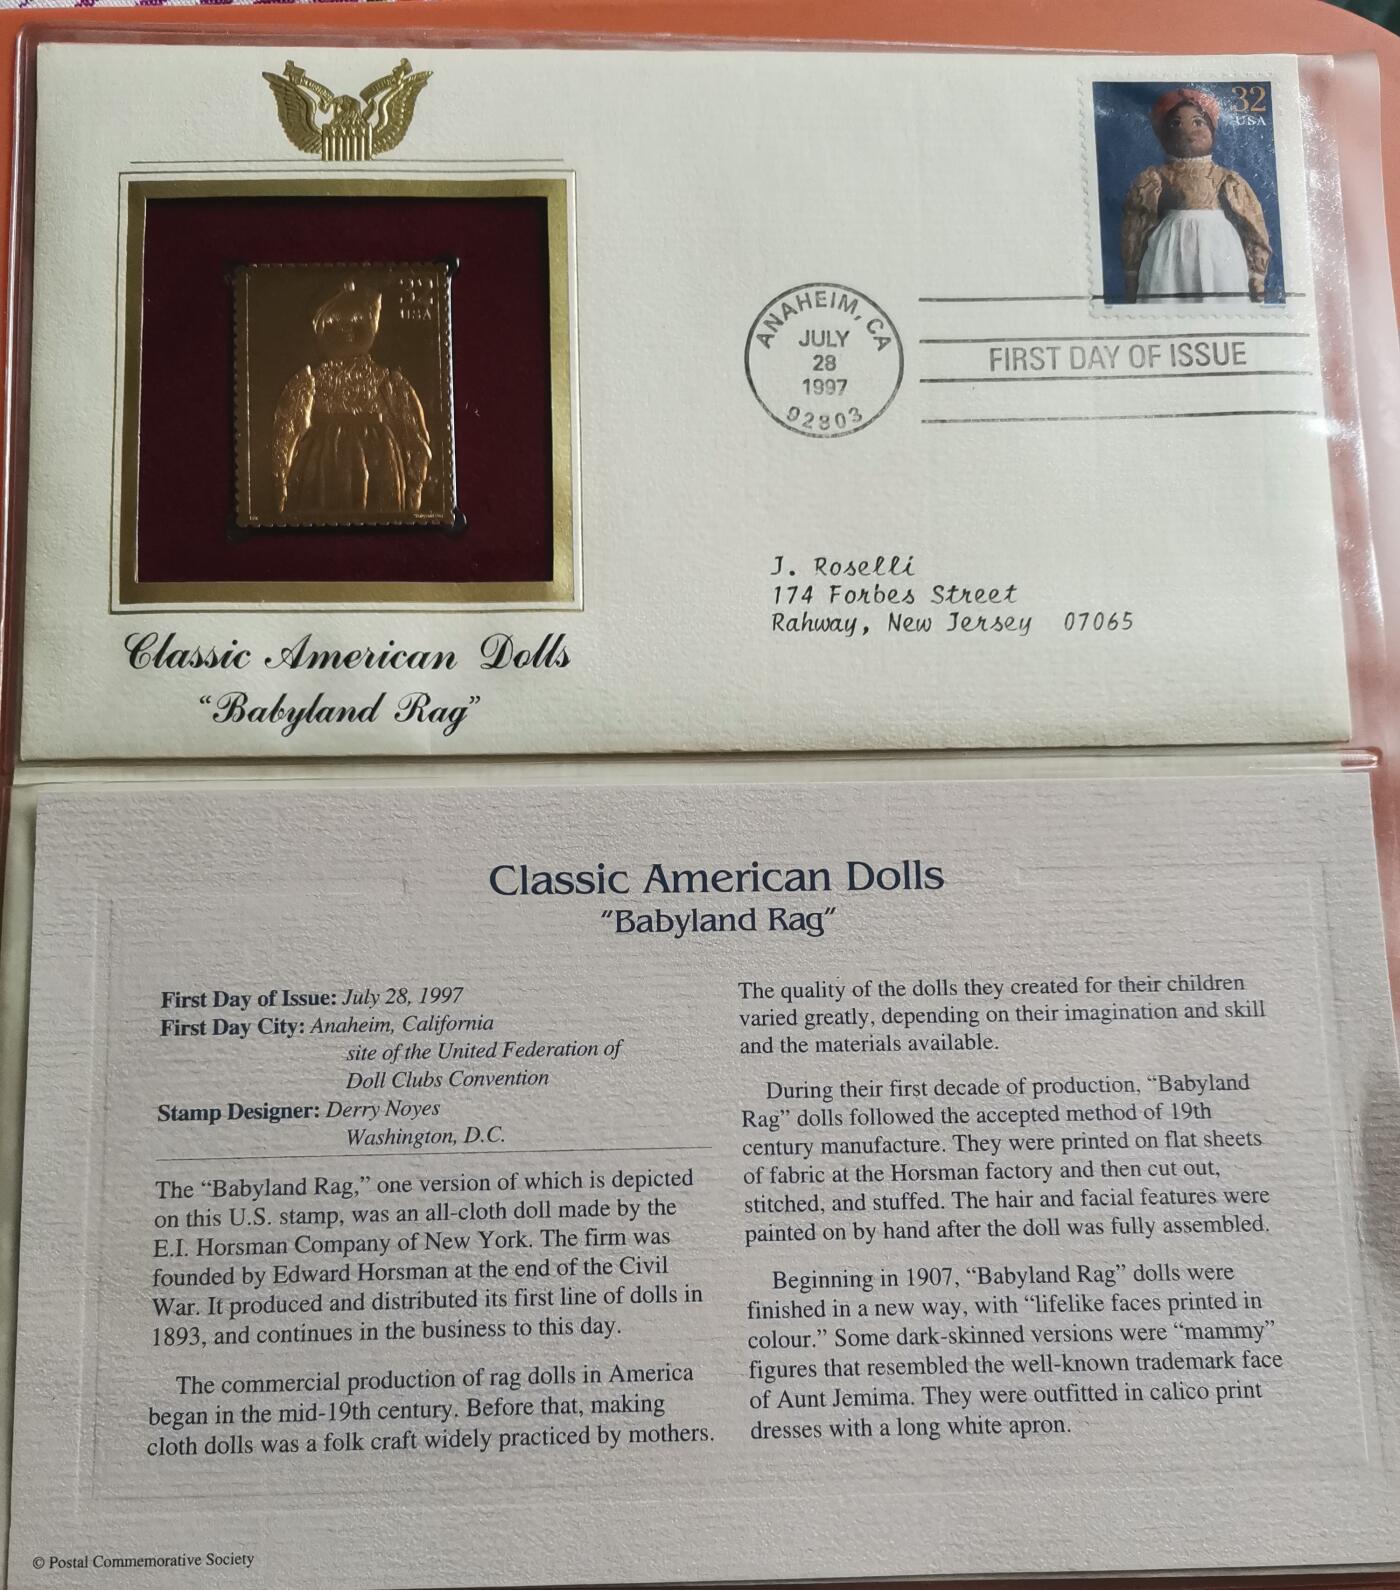 32
USA
32
USA
ANAHEIM, CA
JULY
28
1997
92803
FIRST DAY OF ISSUE
J. Roselli
174 Forbes Street
Rahway, New Jersey 07065
Classic American Dolls
“Babyland Rag”
Classic American Dolls
"Babyland Rag"
First Day of Issue: July 28, 1997
First Day City: Anaheim, California
site of the United Federation of
Doll Clubs Convention
Stamp Designer: Derry Noyes
Washington, D.C.
The “Babyland Rag,” one version of which is depicted
on this U.S. stamp, was an all-cloth doll made by the
E.I. Horsman Company of New York. The firm was
founded by Edward Horsman at the end of the Civil
War. It produced and distributed its first line of dolls in
1893, and continues in the business to this day.
The commercial production of rag dolls in America
began in the mid-19th century. Before that, making
cloth dolls was a folk craft widely practiced by mothers.
The quality of the dolls they created for their children
varied greatly, depending on their imagination and skill
and the materials available.
During their first decade of production, “Babyland
Rag” dolls followed the accepted method of 19th
century manufacture. They were printed on flat sheets
of fabric at the Horsman factory and then cut out,
stitched, and stuffed. The hair and facial features were
painted on by hand after the doll was fully assembled.
Beginning in 1907, “Babyland Rag” dolls were
finished in a new way, with “lifelike faces printed in
colour.” Some dark-skinned versions were “mammy”
figures that resembled the well-known trademark face
of Aunt Jemima. They were outfitted in calico print
dresses with a long white apron.
© Postal Commemorative Society